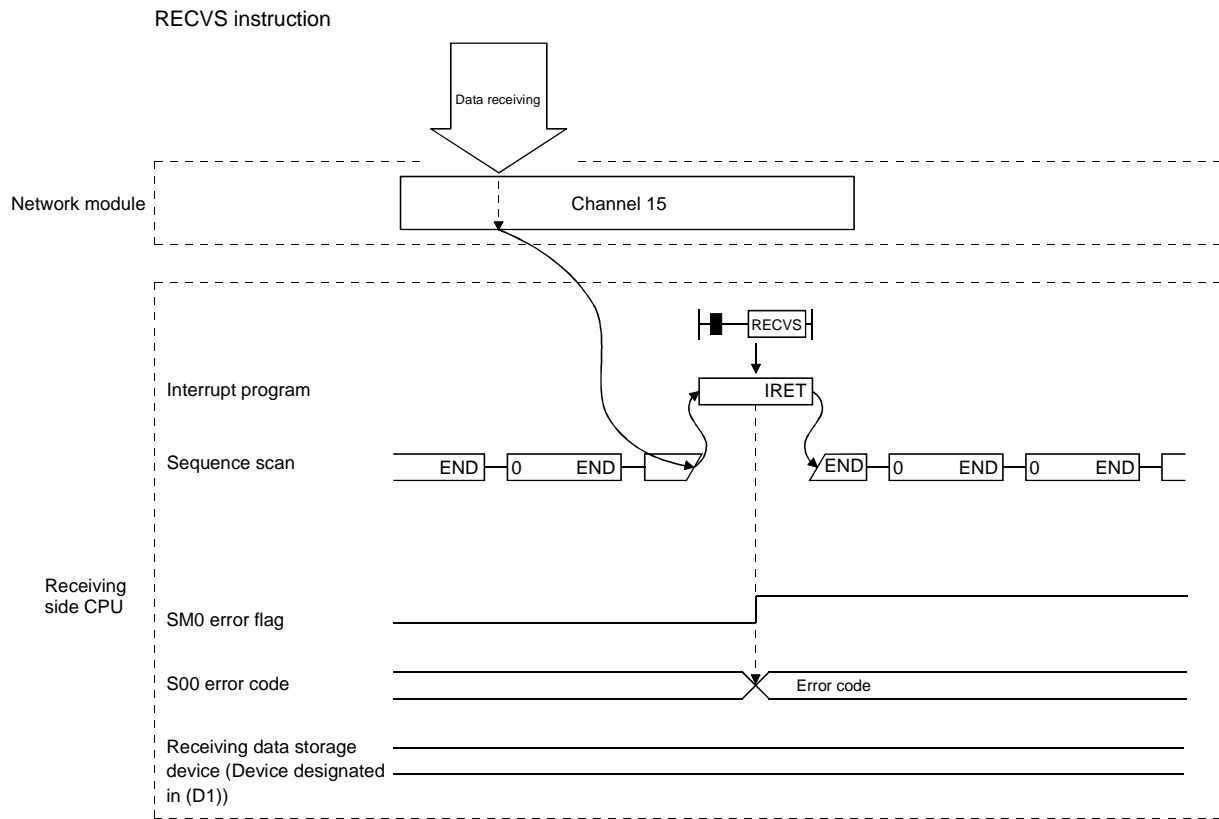 RECVS instruction
Data receiving
Network module
Channel 15
RECVS
Interrupt program
IRET
Sequence scan
END 0 END END 0 END 0 END
Receiving
side CPU
SM0 error flag
S00 error code
Error code
Receiving data storage
device (Device designated
in (D1))